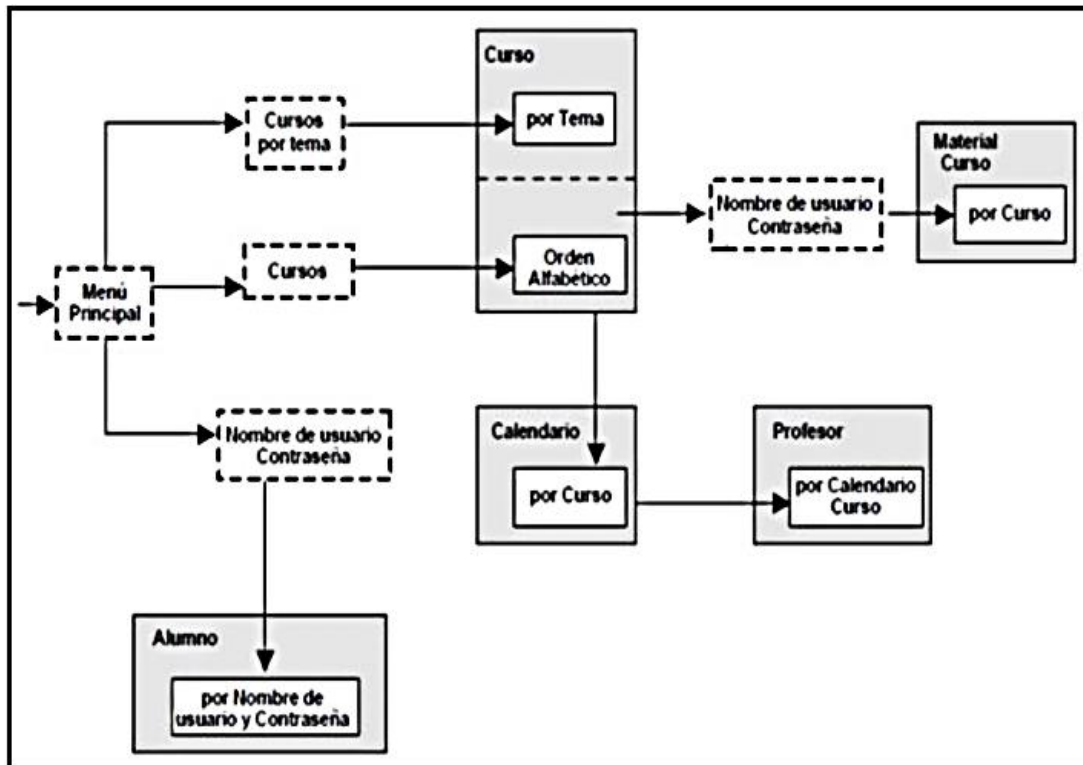 Curso
Cursos
por tema
por Tema
Material
Curso
Nombre de usuario
Contraseña
por Curso
Cursos
Orden
Alfabético
Menú
Principal
Nombre de usuario
Contraseña
Calendario
por Curso
Profesor
por Calendario
Curso
Alumno
por Nombre de
usuario y Contraseña